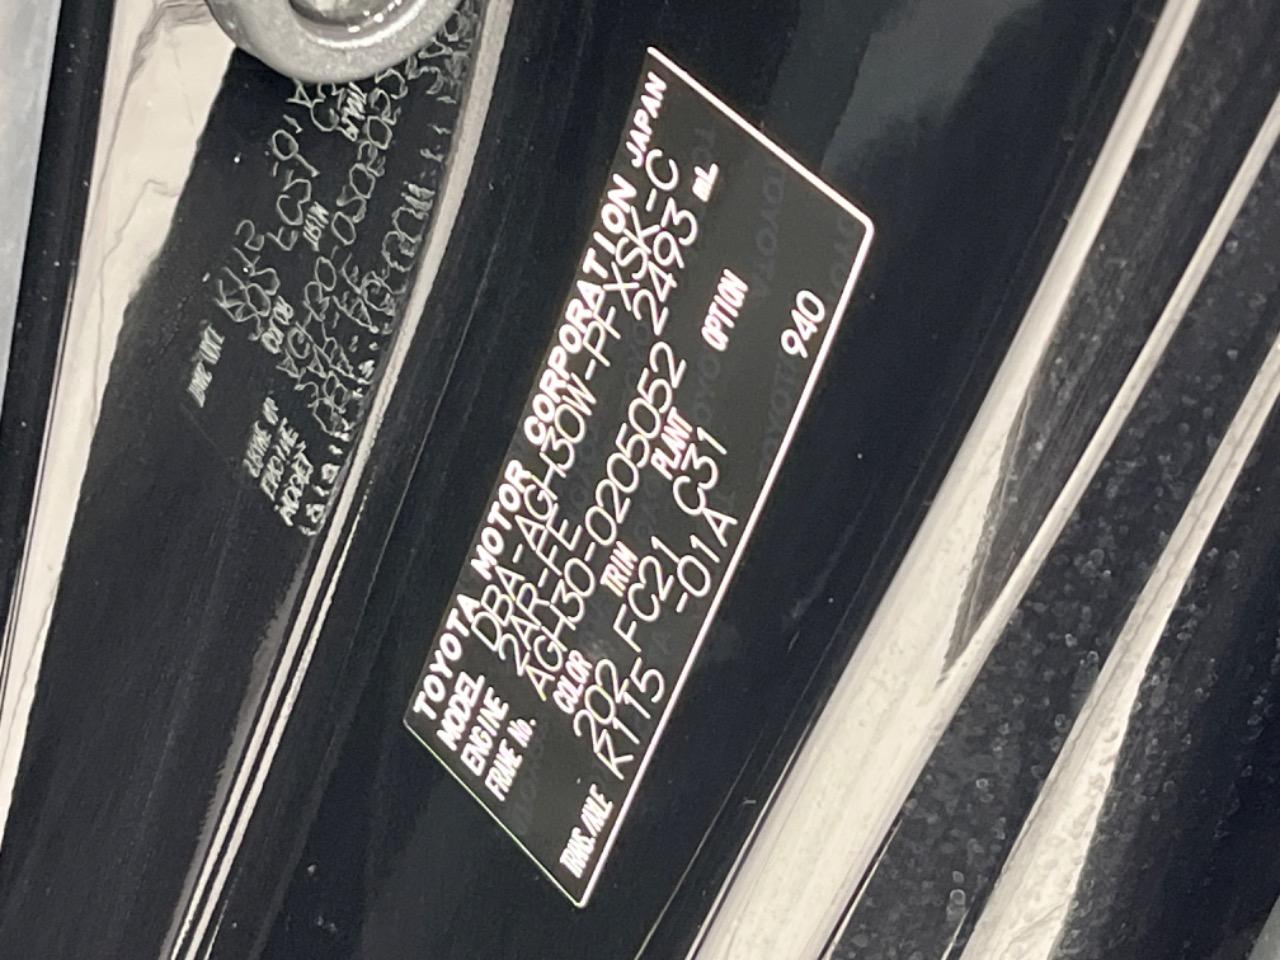 TOYOTA MOTOR CORPORATION JAPAN
MODEL DBA-AGH30W-PFXSK-C
ENGINE 2AR-FE 2493 mL
FRAME No. AGH30-0205052
COLOR TRIM PLANT OPTION
202 FC21 C31
TRANS./AXLE K115 -01A 940